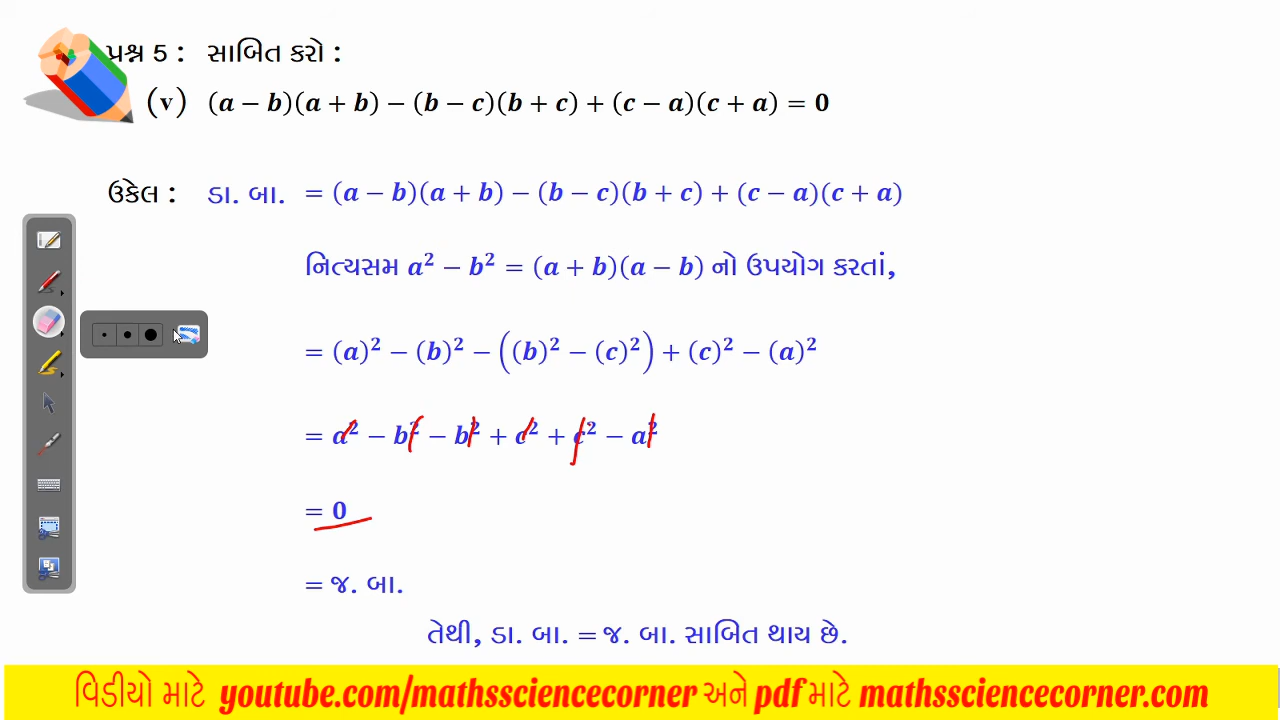 પ્રશ્ન 5 : સાબિત કરો :
(v) (a − b)(a + b) − (b − c)(b + c) + (c − a)(c + a) = 0
ઉકેલ : ડા. બા. = (a − b)(a + b) − (b − c)(b + c) + (c − a)(c + a)
નિત્યસમ a² − b² = (a + b)(a − b) નો ઉપયોગ કરતાં,
= (a)² − (b)² − ((b)² − (c)²) + (c)² − (a)²
= a² − b² − b² + c² + c² − a²
= 0
= જ. બા.
તેથી, ડા. બા. = જ. બા. સાબિત થાય છે.
વિડીયો માટે youtube.com/mathssciencecorner અને pdf માટે mathssciencecorner.com